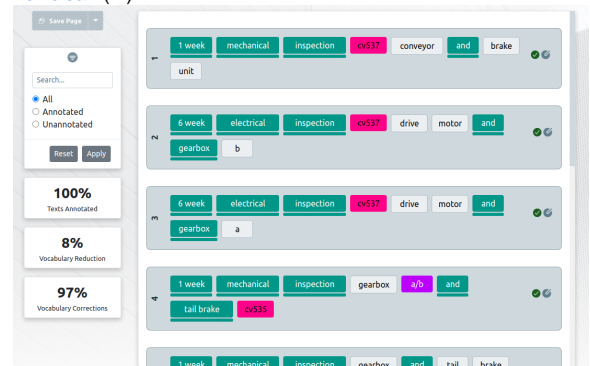 Save Page
Search...
All
Annotated
Unannotated
Reset Apply
100%
Texts Annotated
8%
Vocabulary Reduction
97%
Vocabulary Corrections
1
1 week mechanical inspection cv537 conveyor and brake
unit
2
6 week electrical inspection cv537 drive motor and
gearbox b
3
6 week electrical inspection cv537 drive motor and
gearbox a
4
1 week mechanical inspection gearbox a/b and
tail brake cv535
1 week mechanical inspection gearbox and tail brake